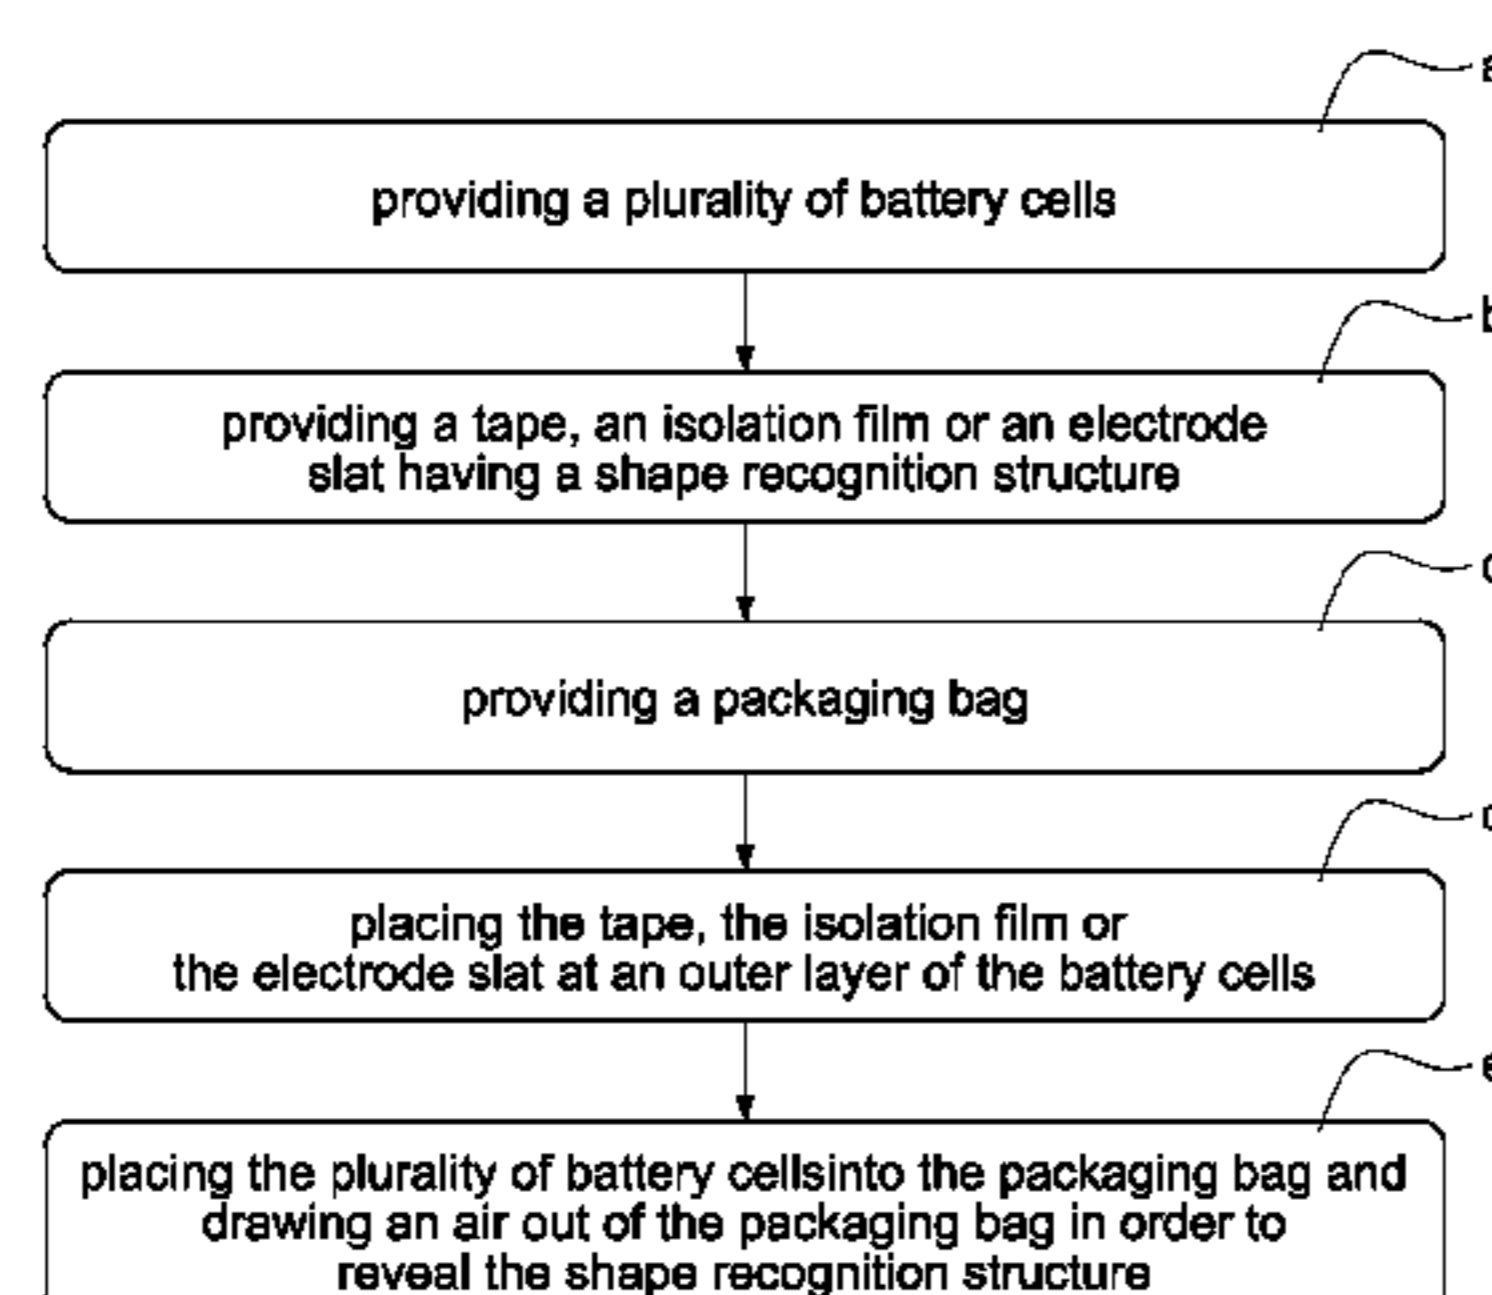 a
providing a plurality of battery cells
b
providing a tape, an isolation film or an electrode
slat having a shape recognition structure
providing a packaging bag
placing the tape, the isolation film or
the electrode slat at an outer layer of the battery cells
e
placing the plurality of battery cellsinto the packaging bag and
drawing an air out of the packaging bag in order to
reveal the shape recognition structure